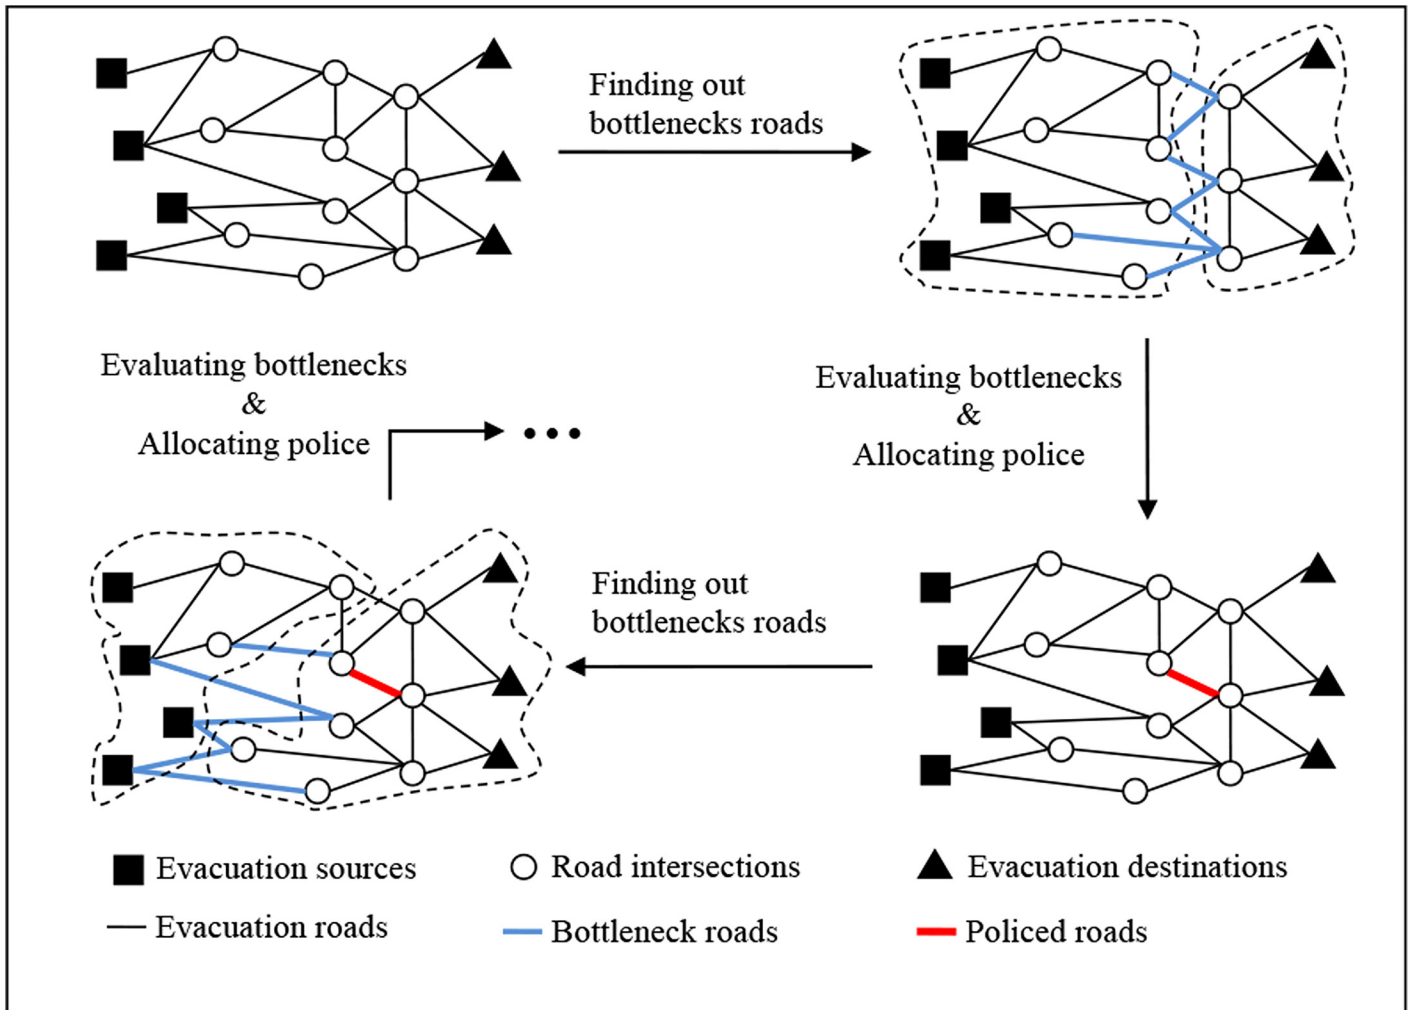 Finding out
bottlenecks roads
Evaluating bottlenecks
&
Allocating police
Evaluating bottlenecks
&
Allocating police
Finding out
bottlenecks roads
Evacuation sources
Road intersections
Evacuation destinations
Evacuation roads
Bottleneck roads
Policed roads